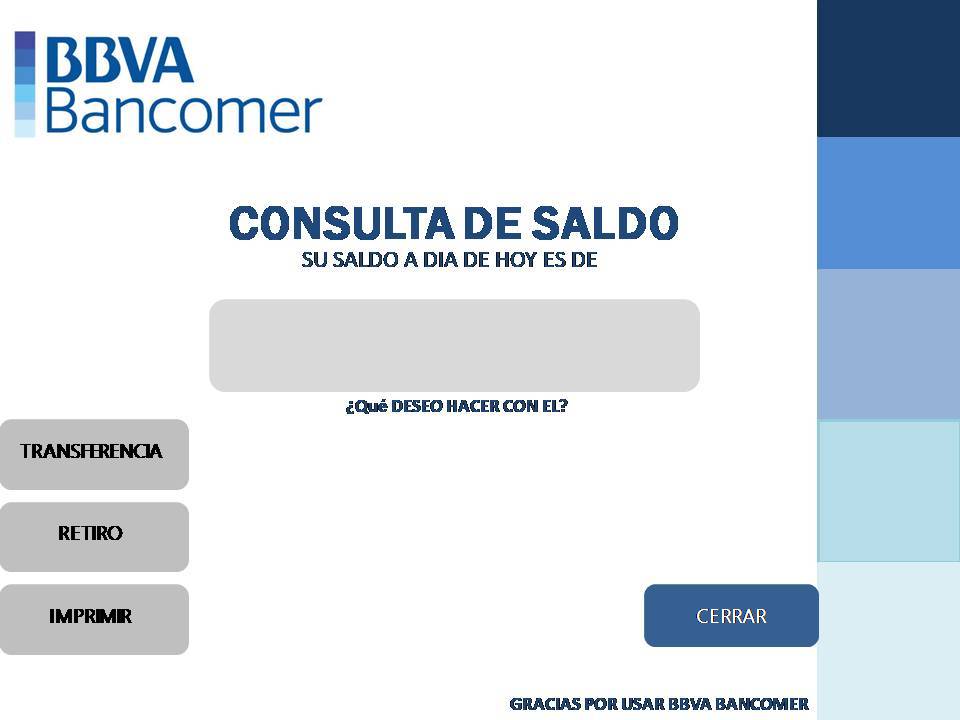 BBVA
Bancomer
CONSULTA DE SALDO
SU SALDO A DIA DE HOY ES DE
¿Qué DESEO HACER CON EL?
TRANSFERENCIA
RETIRO
IMPRIMIR
CERRAR
GRACIAS POR USAR BBVA BANCOMER